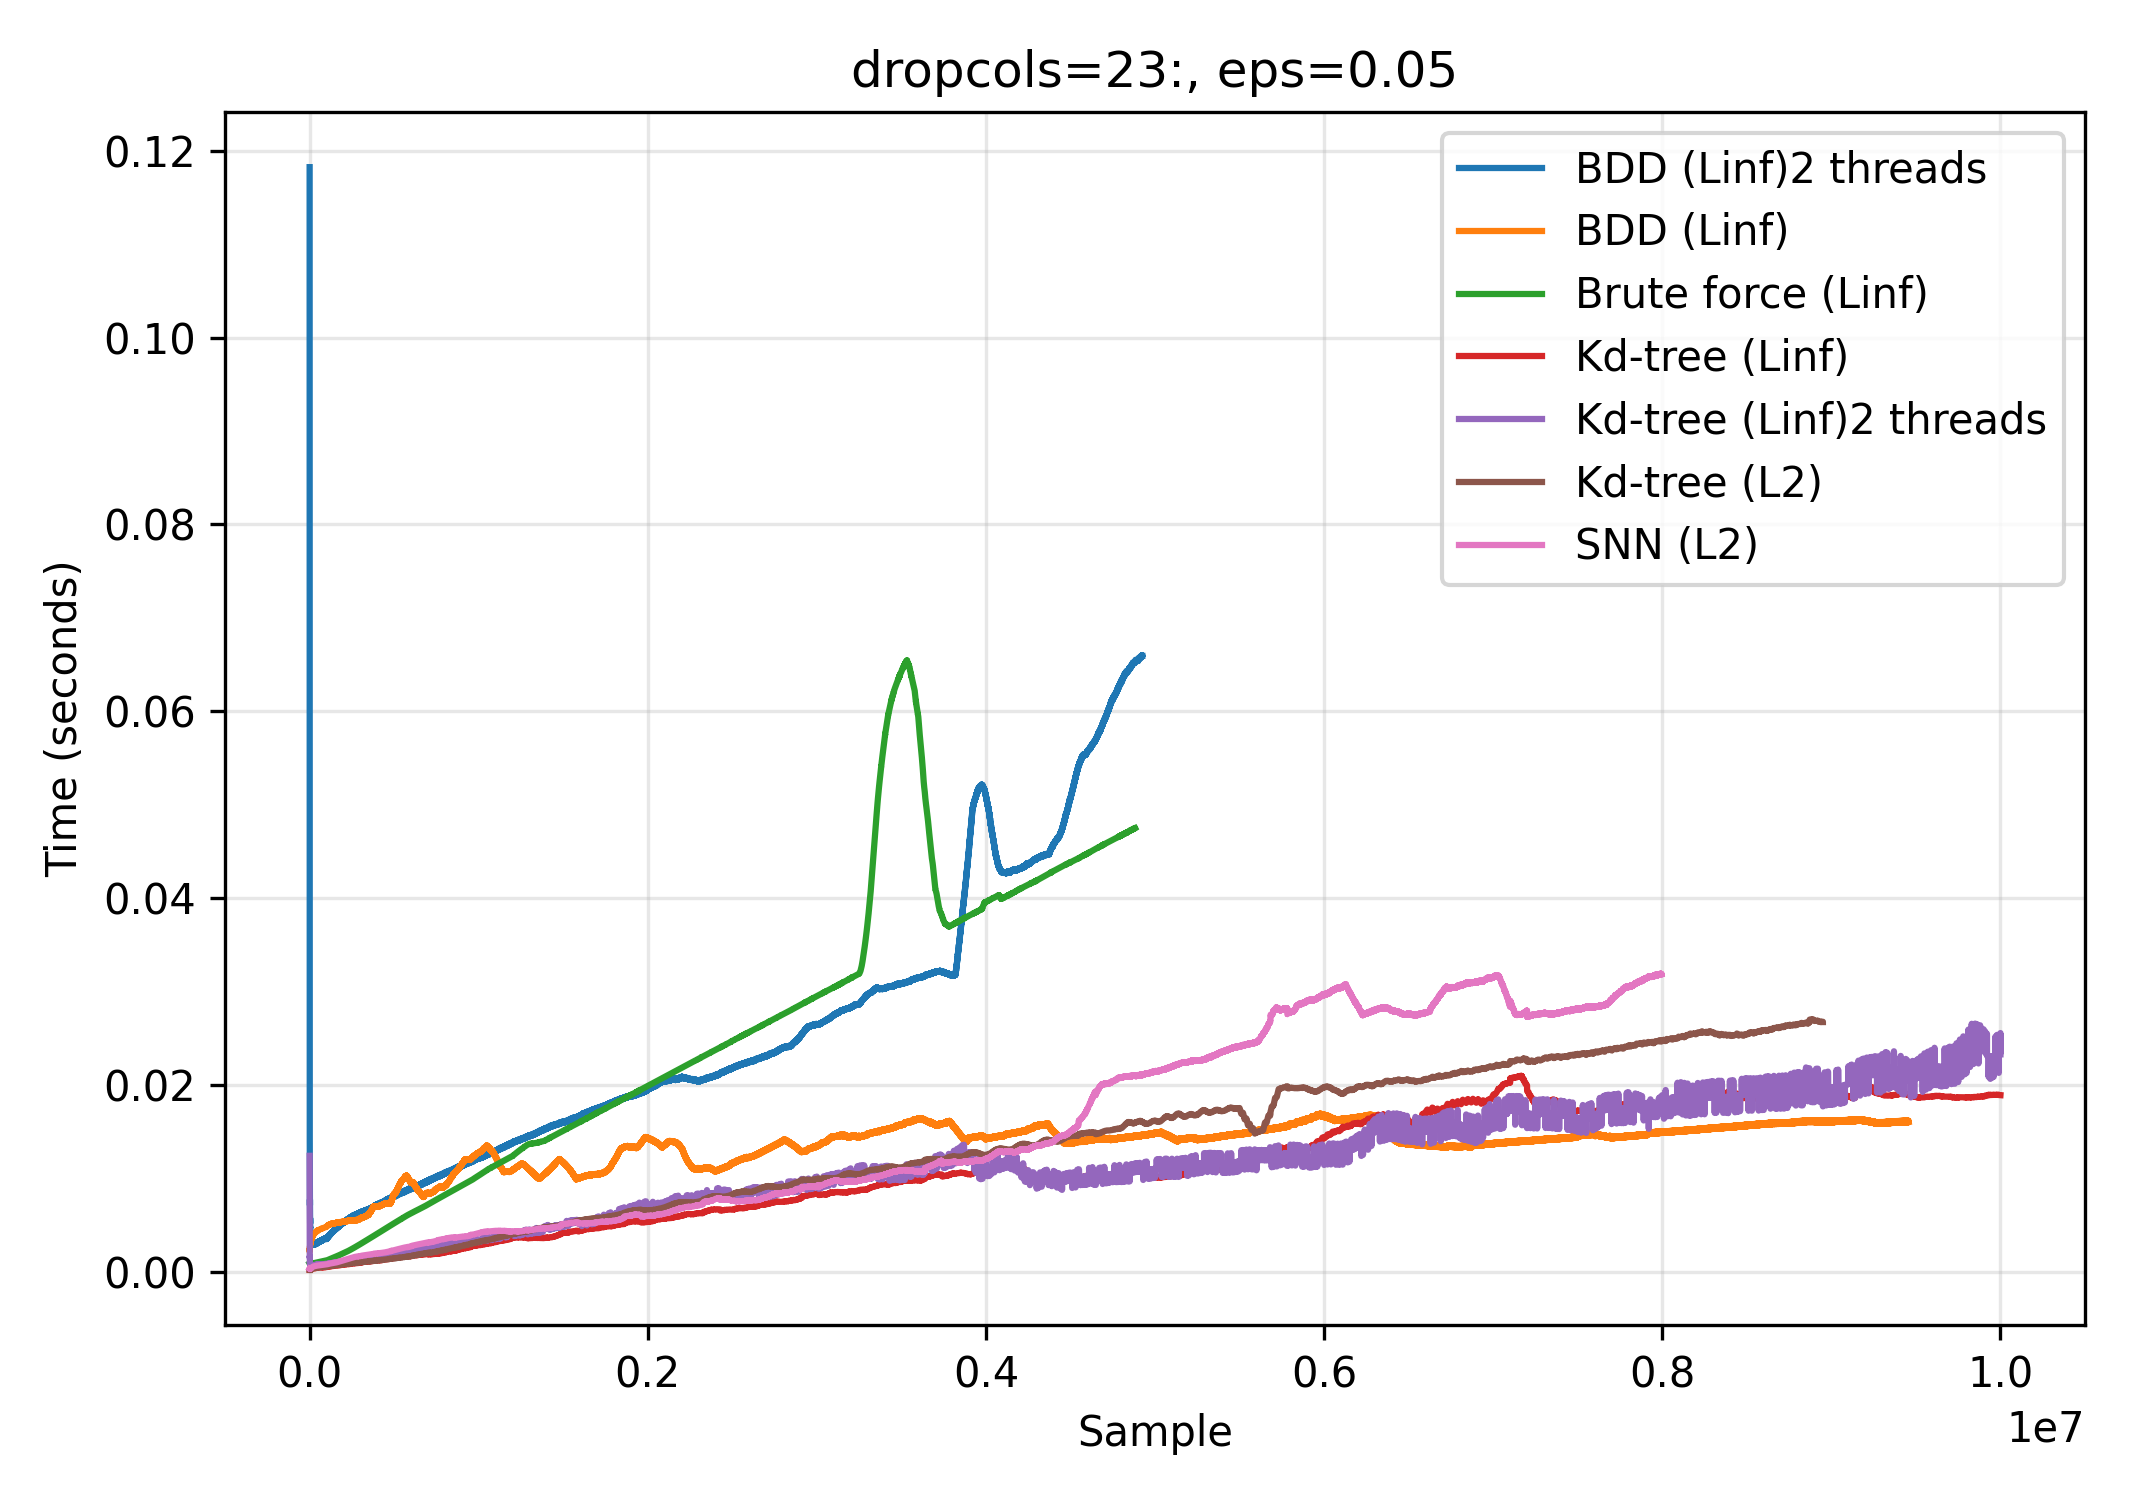 dropcols=23:, eps=0.05
0.12
0.10
0.08
0.06
0.04
0.02
0.00
Time (seconds)
BDD (Linf)2 threads
BDD (Linf)
Brute force (Linf)
Kd-tree (Linf)
Kd-tree (Linf)2 threads
Kd-tree (L2)
SNN (L2)
0.0 0.2 0.4 0.6 0.8 1.0
1e7
Sample